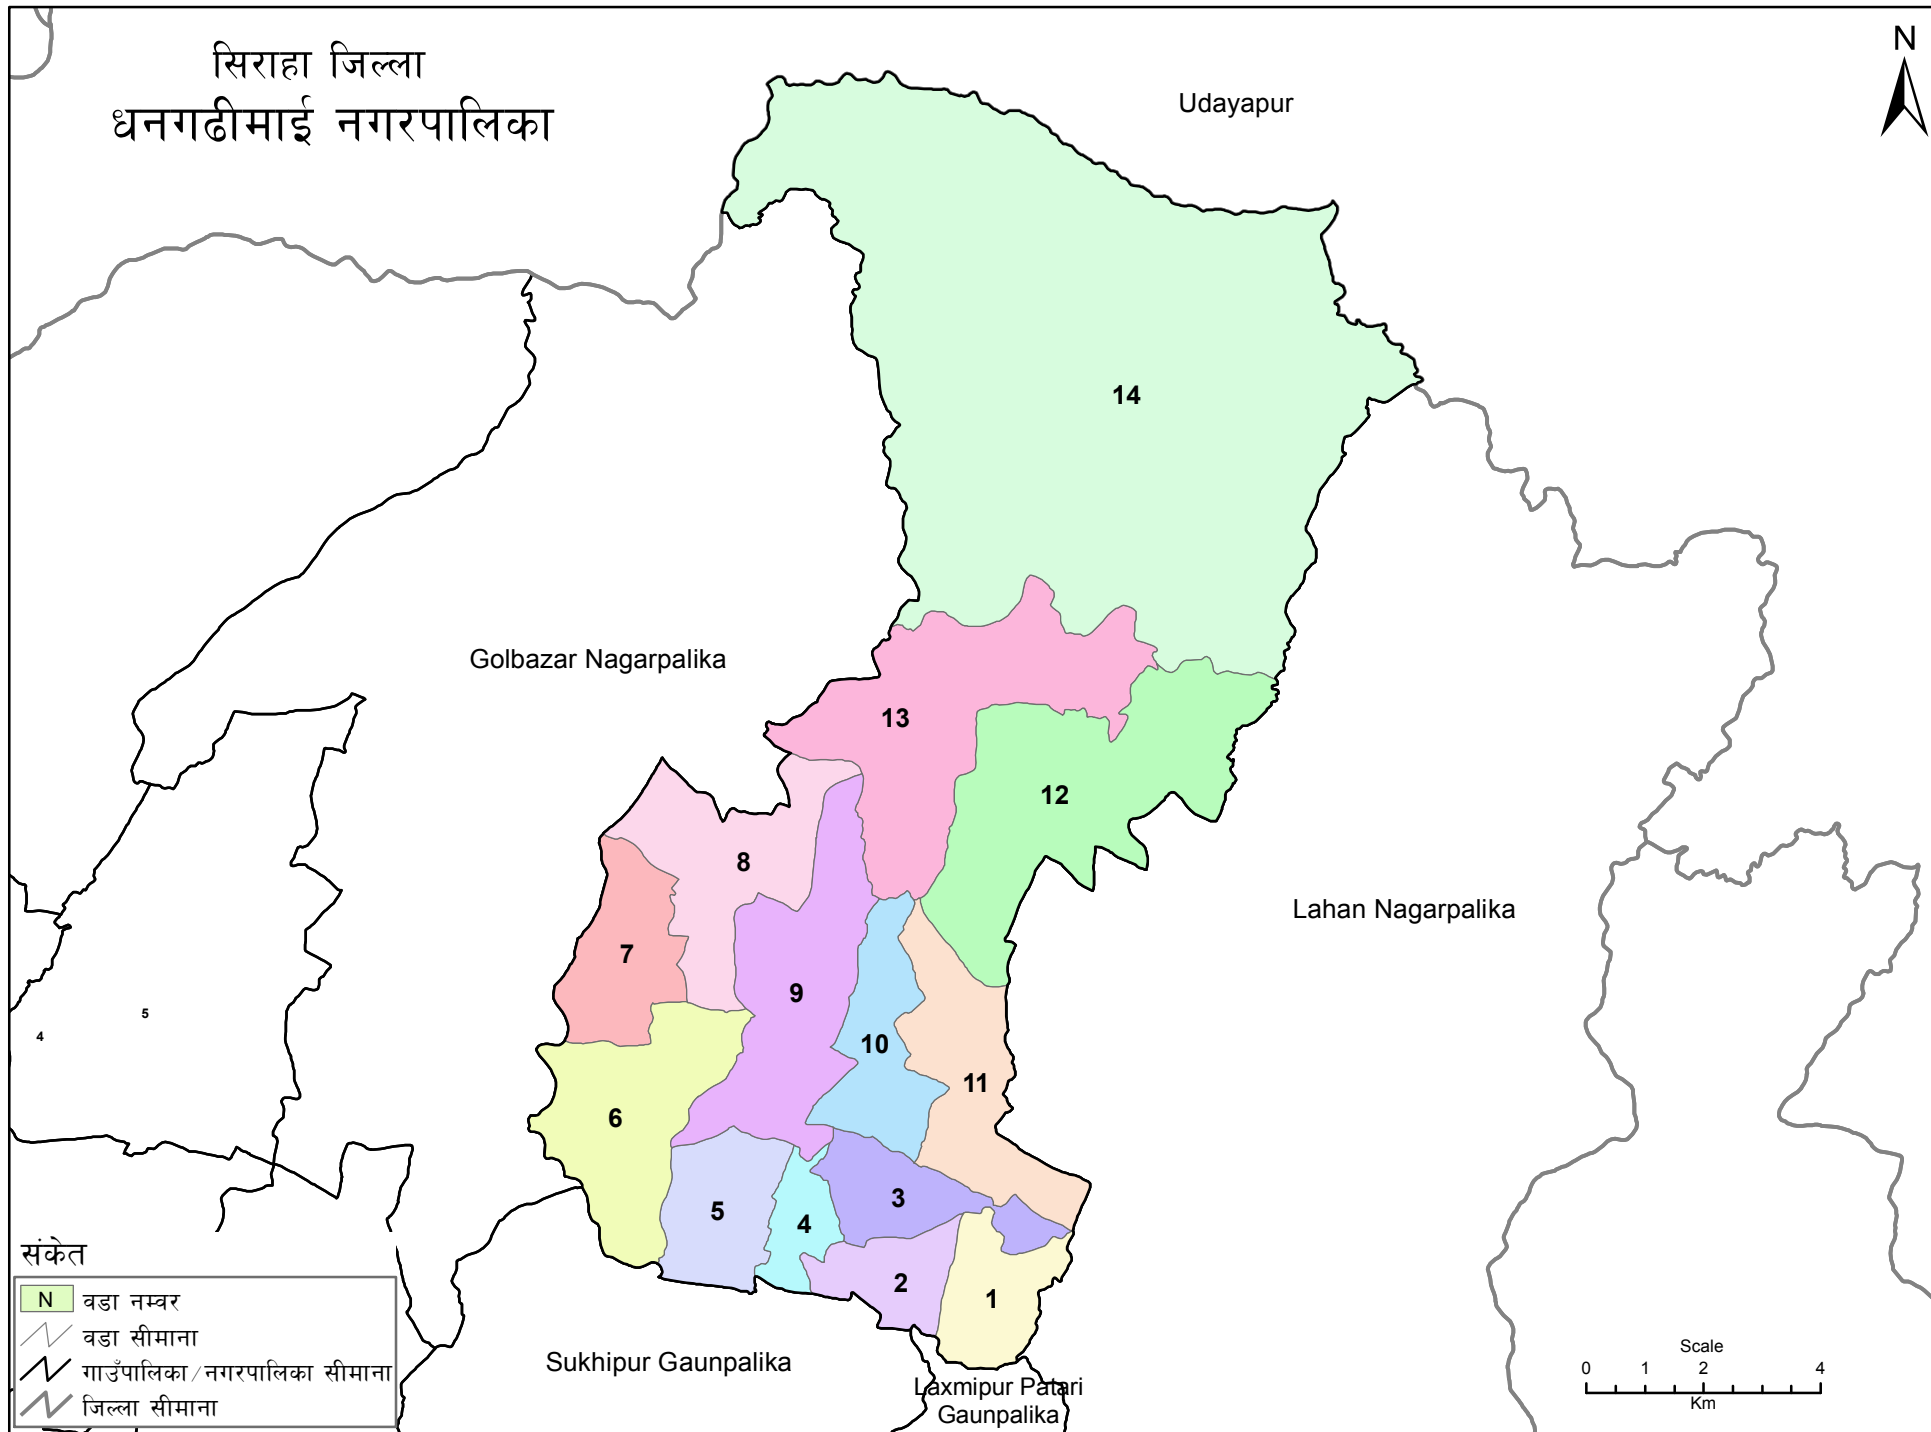 सिराहा जिल्ला
धनगढीमाई नगरपालिका
N
Udayapur
14
Golbazar Nagarpalika
13
12
8
Lahan Nagarpalika
7
9
5
4
10
11
6
3
5
4
2
1
संकेत
N वडा नम्वर
वडा सीमाना
गाउँपालिका/नगरपालिका सीमाना
जिल्ला सीमाना
Sukhipur Gaunpalika
Laxmipur Patari
Gaunpalika
Scale
0 1 2 4
Km